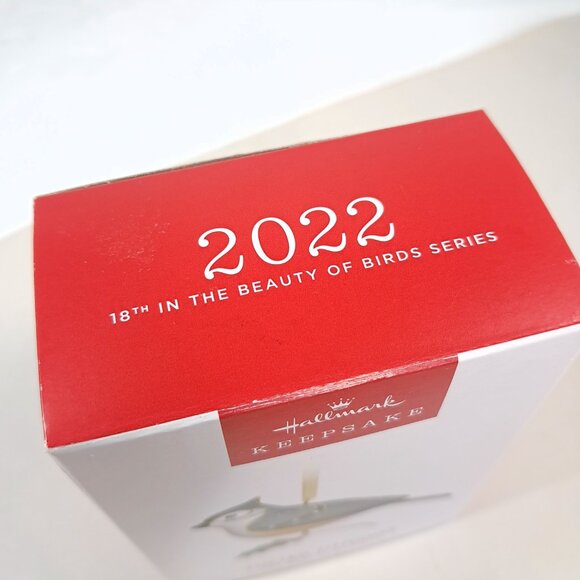 2022
18TH IN THE BEAUTY OF BIRDS SERIES
Hallmark
KEEPSAKE